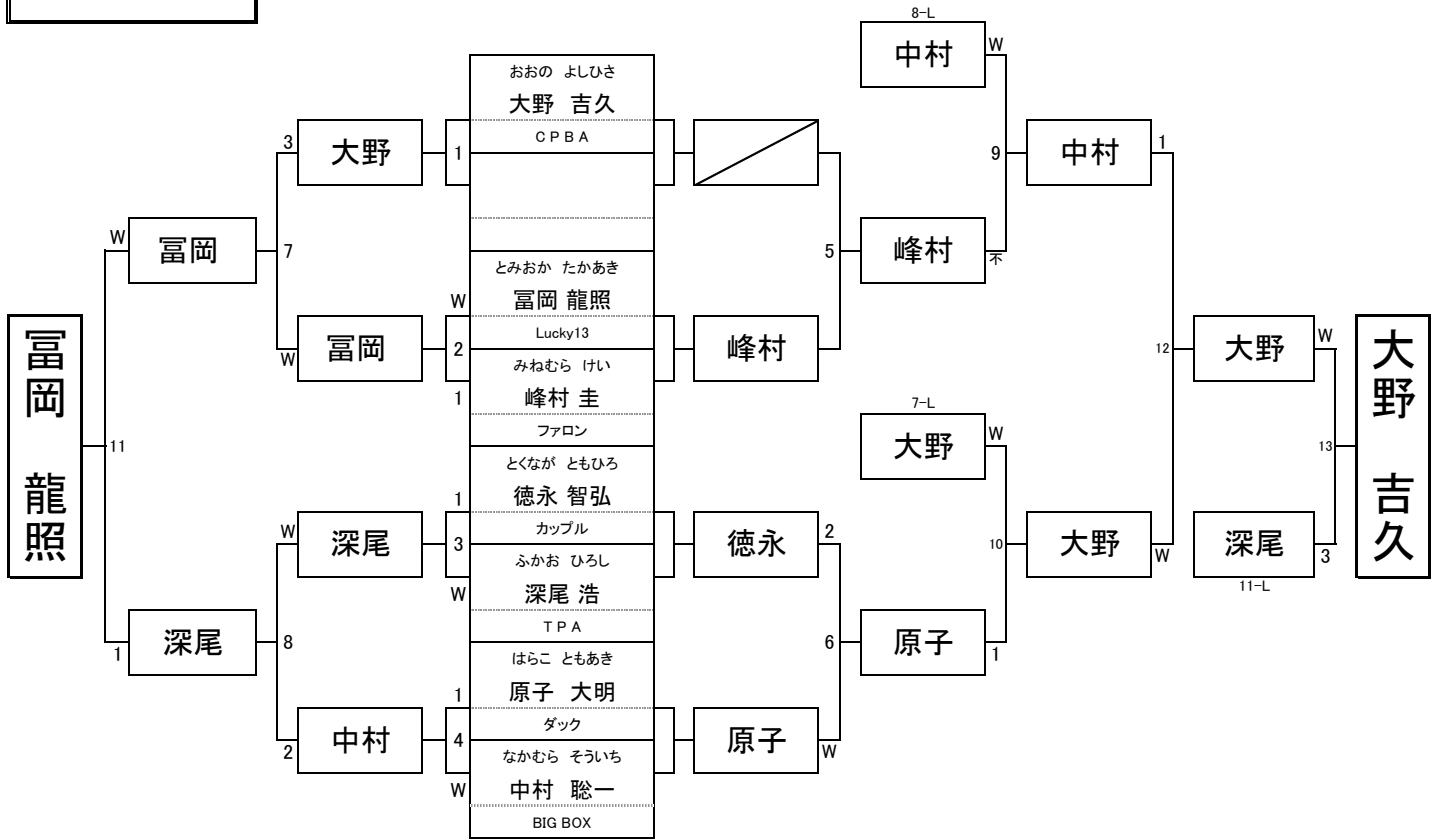 8-L
中村 W
おおの よしひさ
大野 吉久
CPBA
3 大野 1
9 中村 1
W 冨岡 7
5 峰村 不
とみおか たかあき
W 冨岡 龍照
Lucky13
W 冨岡 2
峰村
みねむら けい
1 峰村 圭
ファロン
12 大野 W
冨岡 龍照
11
7-L
大野 W
13
大野 吉久
とくなが ともひろ
1 徳永 智弘
カップル
W 深尾 3
徳永 2
ふかお ひろし
W 深尾 浩
TPA
10 大野 W
深尾 3
11-L
1 深尾 8
6 原子 1
はらこ ともあき
1 原子 大明
ダック
2 中村 4
原子 W
なかむら そういち
W 中村 聡一
BIG BOX